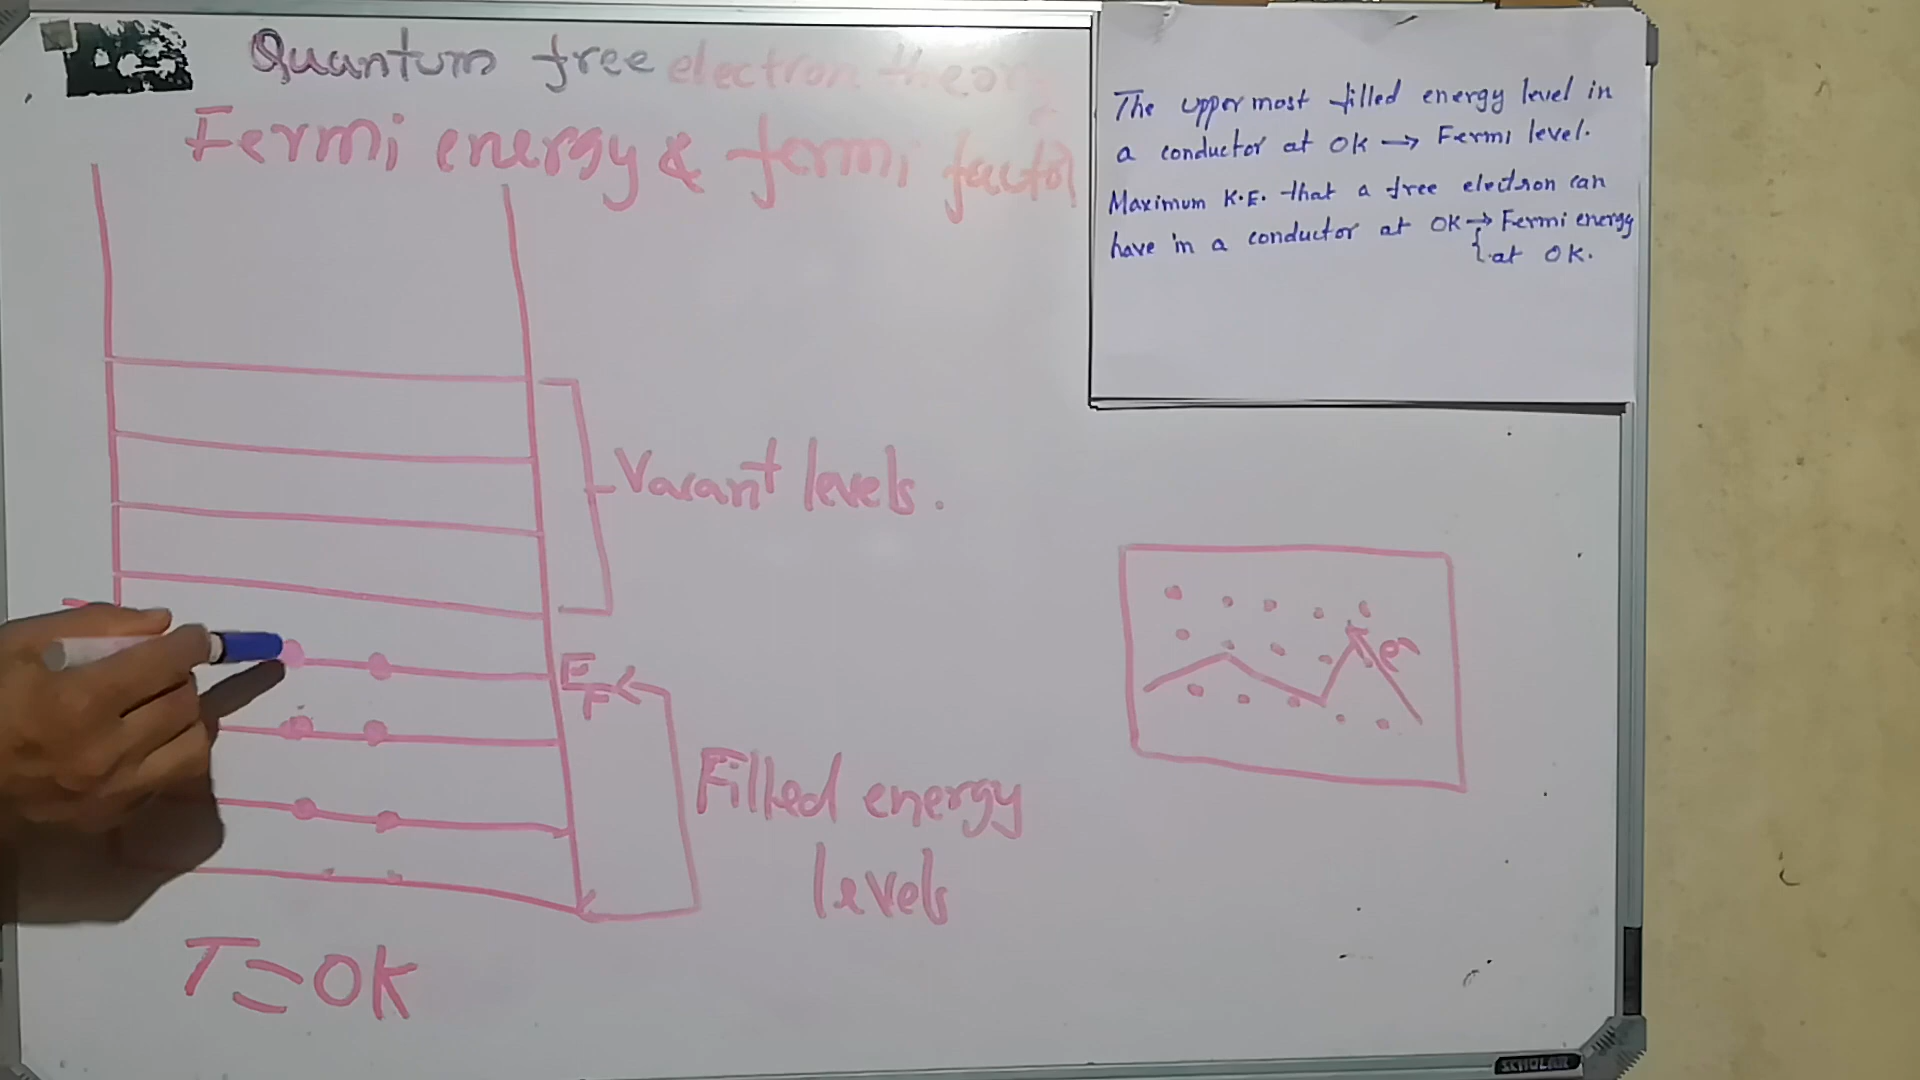 Quantum free electron theory
Fermi energy & fermi factor
The uppermost filled energy level in
a conductor at 0K → Fermi level.
Maximum K.E. that a free electron can
have in a conductor at 0K → Fermi energy
{ at 0K.
Vacant levels.
EF
e⁻
Filled energy
levels
T = 0K
SCHOLAR